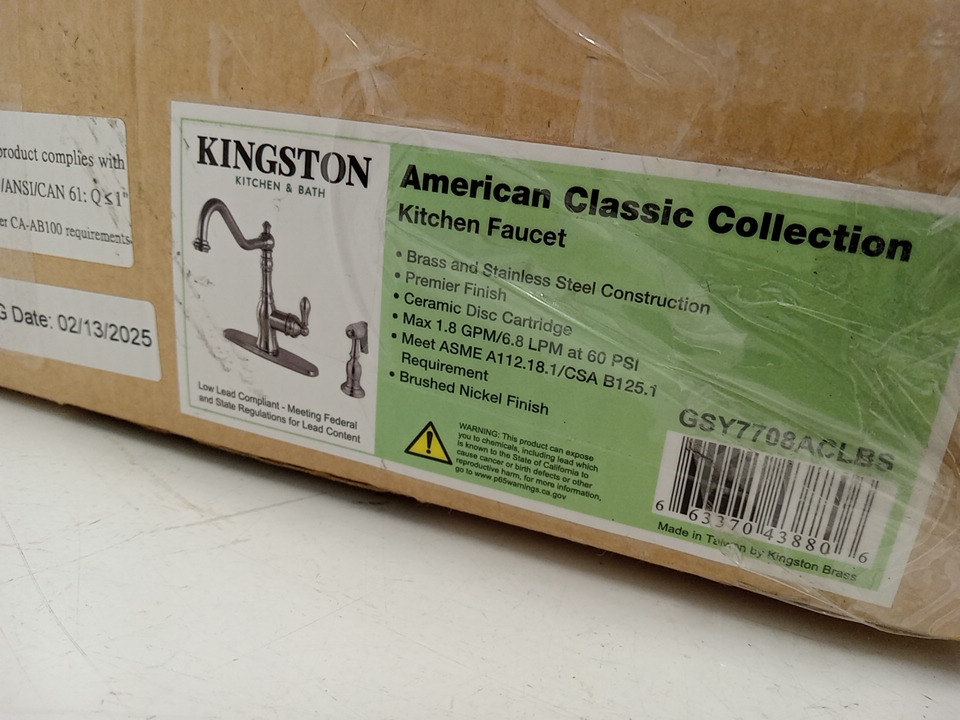 product complies with
/ANSI/CAN 61: Q ≤ 1"
er CA-AB100 requirements
G Date: 02/13/2025
KINGSTON
KITCHEN & BATH
Low Lead Compliant - Meeting Federal
and State Regulations for Lead Content
American Classic Collection
Kitchen Faucet
• Brass and Stainless Steel Construction
• Premier Finish
• Ceramic Disc Cartridge
• Max 1.8 GPM/6.8 LPM at 60 PSI
• Meet ASME A112.18.1/CSA B125.1
Requirement
• Brushed Nickel Finish
WARNING: This product can expose
you to chemicals, including lead which
is known to the State of California to
cause cancer or birth defects or other
reproductive harm, for more information,
go to www.p65warnings.ca.gov
GSY7708ACLBS
6 63370 43880 6
Made in Taiwan by Kingston Brass